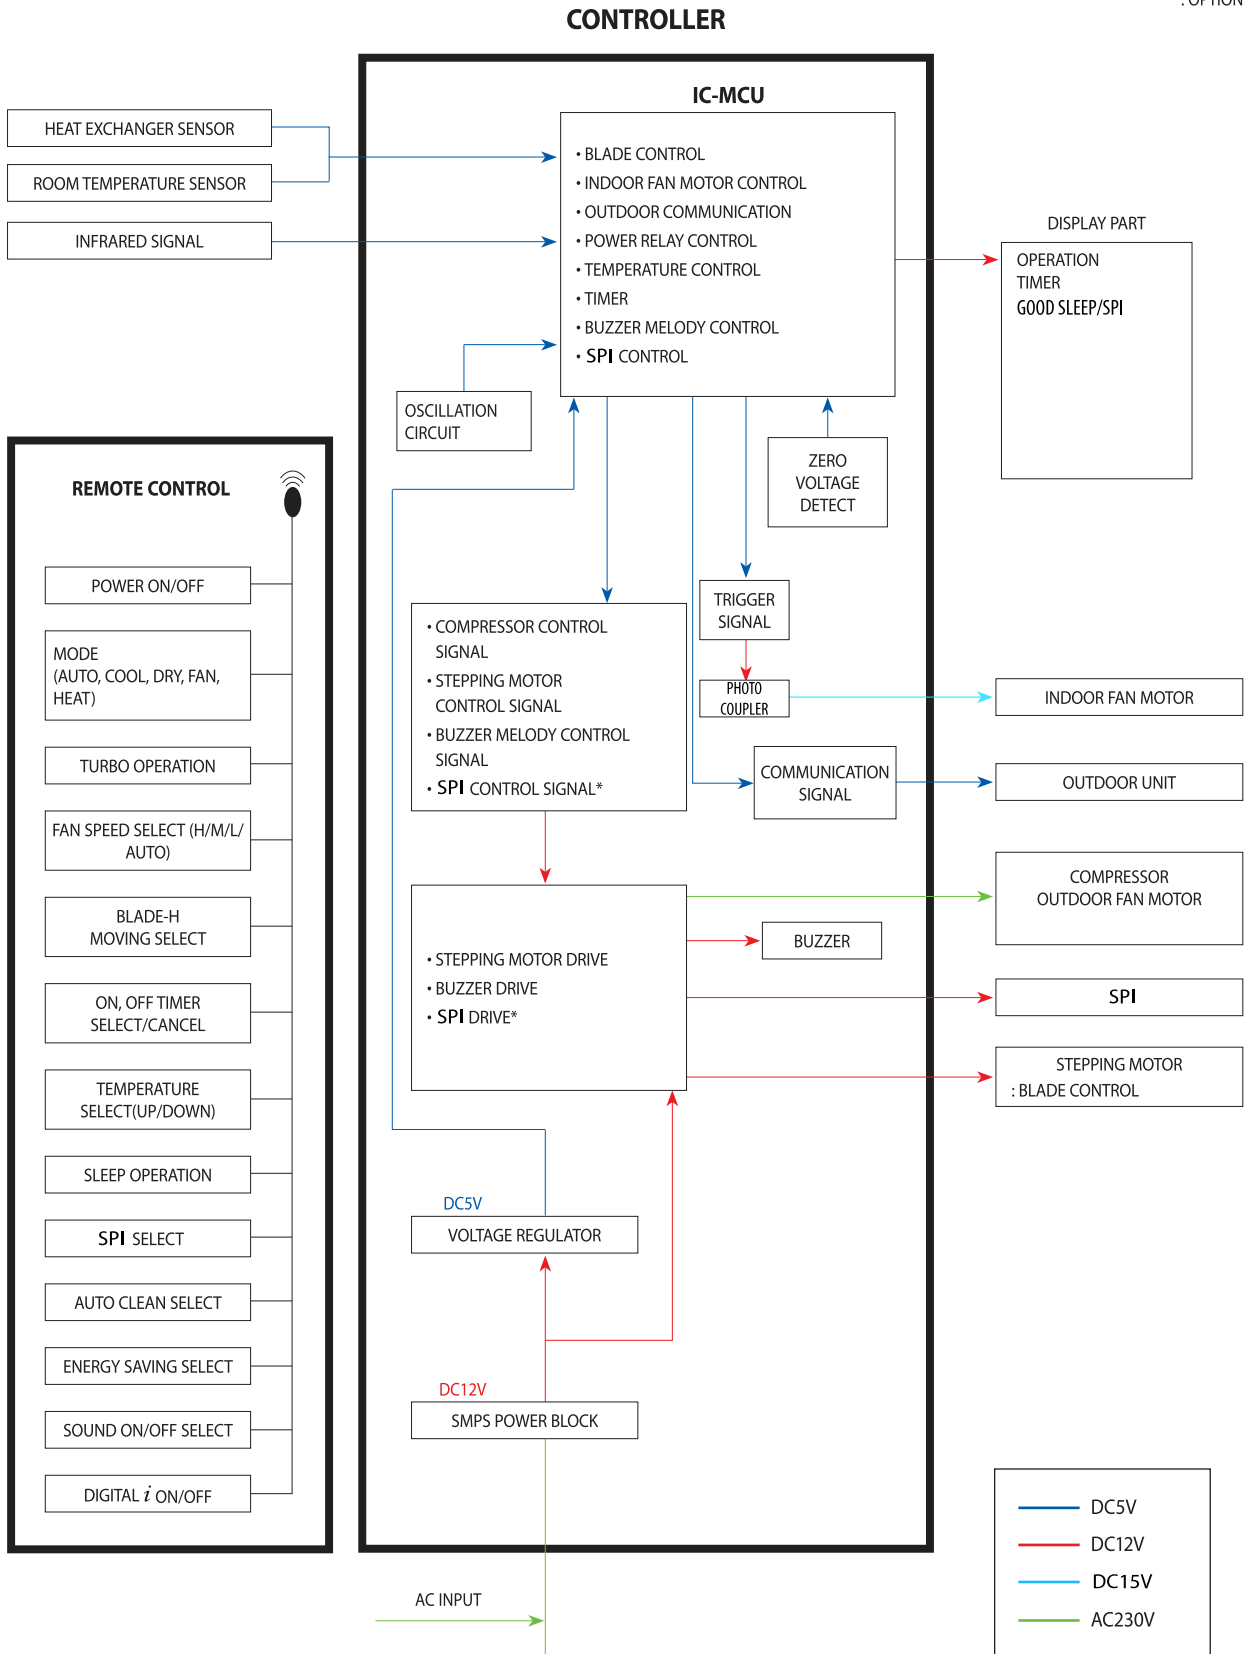 : OPTION
CONTROLLER
IC-MCU
HEAT EXCHANGER SENSOR
ROOM TEMPERATURE SENSOR
INFRARED SIGNAL
• BLADE CONTROL
• INDOOR FAN MOTOR CONTROL
• OUTDOOR COMMUNICATION
• POWER RELAY CONTROL
• TEMPERATURE CONTROL
• TIMER
• BUZZER MELODY CONTROL
• SPI CONTROL
DISPLAY PART
OPERATION
TIMER
GOOD SLEEP/SPI
OSCILLATION
CIRCUIT
ZERO
VOLTAGE
DETECT
REMOTE CONTROL
POWER ON/OFF
MODE
(AUTO, COOL, DRY, FAN,
HEAT)
TURBO OPERATION
FAN SPEED SELECT (H/M/L/
AUTO)
BLADE-H
MOVING SELECT
ON, OFF TIMER
SELECT/CANCEL
TEMPERATURE
SELECT(UP/DOWN)
SLEEP OPERATION
SPI SELECT
AUTO CLEAN SELECT
ENERGY SAVING SELECT
SOUND ON/OFF SELECT
DIGITAL i ON/OFF
• COMPRESSOR CONTROL
SIGNAL
• STEPPING MOTOR
CONTROL SIGNAL
• BUZZER MELODY CONTROL
SIGNAL
• SPI CONTROL SIGNAL*
TRIGGER
SIGNAL
PHOTO
COUPLER
COMMUNICATION
SIGNAL
INDOOR FAN MOTOR
OUTDOOR UNIT
COMPRESSOR
OUTDOOR FAN MOTOR
• STEPPING MOTOR DRIVE
• BUZZER DRIVE
• SPI DRIVE*
BUZZER
SPI
STEPPING MOTOR
: BLADE CONTROL
DC5V
VOLTAGE REGULATOR
DC12V
SMPS POWER BLOCK
AC INPUT
DC5V
DC12V
DC15V
AC230V